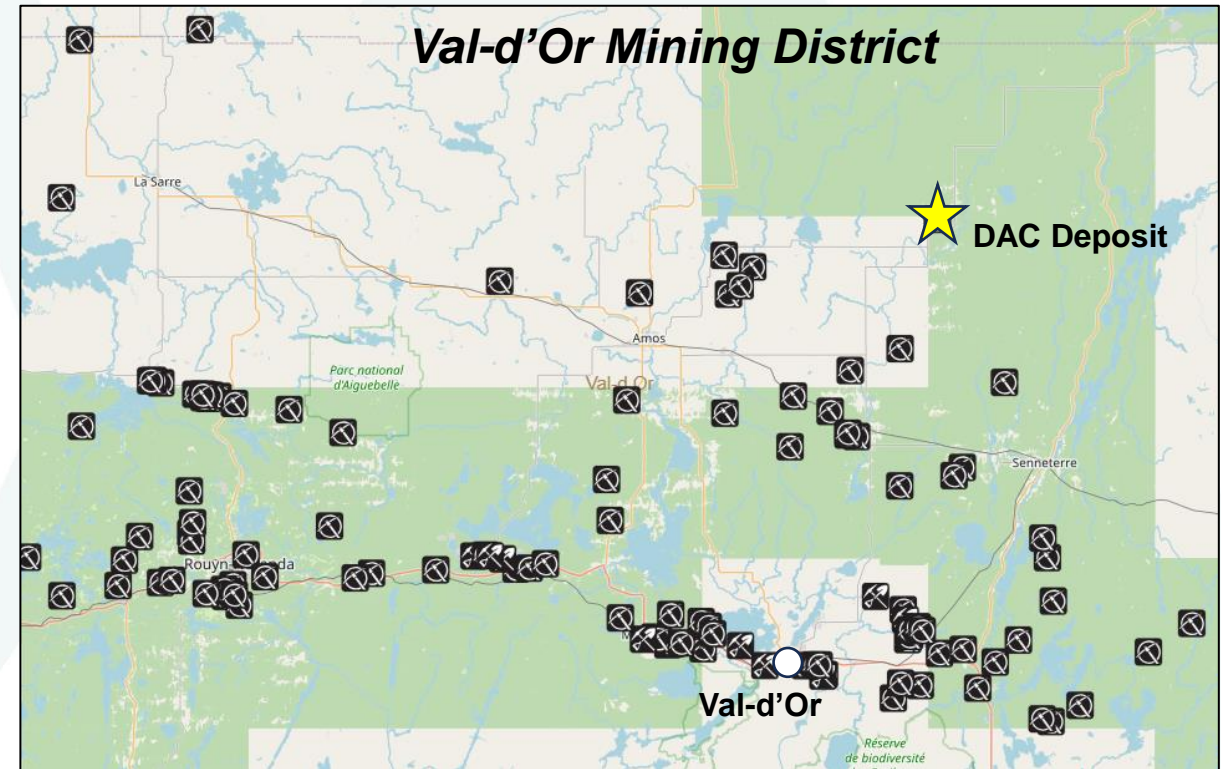 Val-d'Or Mining District
La Sarre
DAC Deposit
Amos
Parc national
d'Aiguebelle
Val-d'Or
Senneterre
Val-d'Or
Réserve
de biodiversité